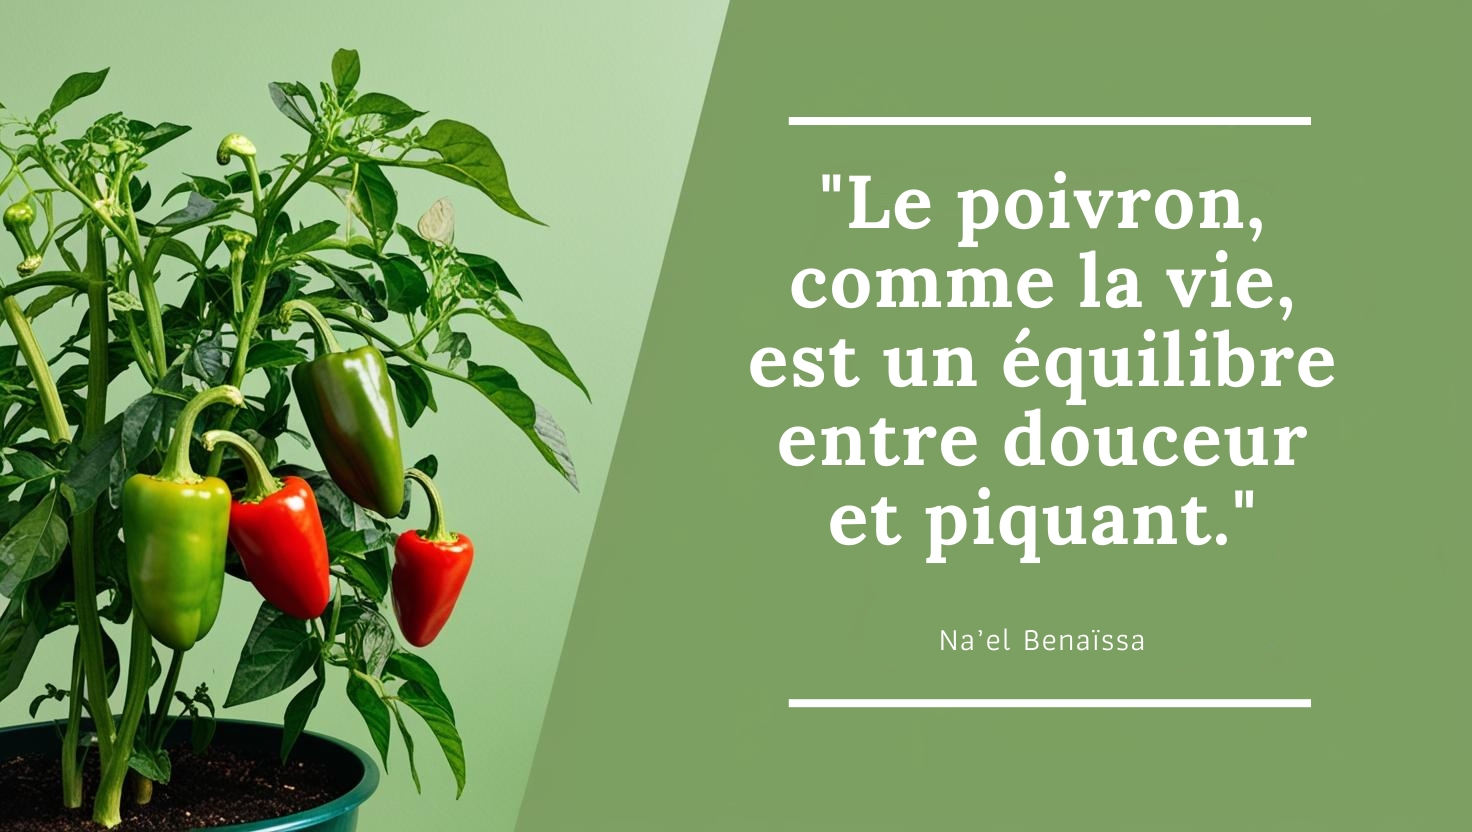 "Le poivron,
comme la vie,
est un équilibre
entre douceur
et piquant."
Na’el Benaïssa